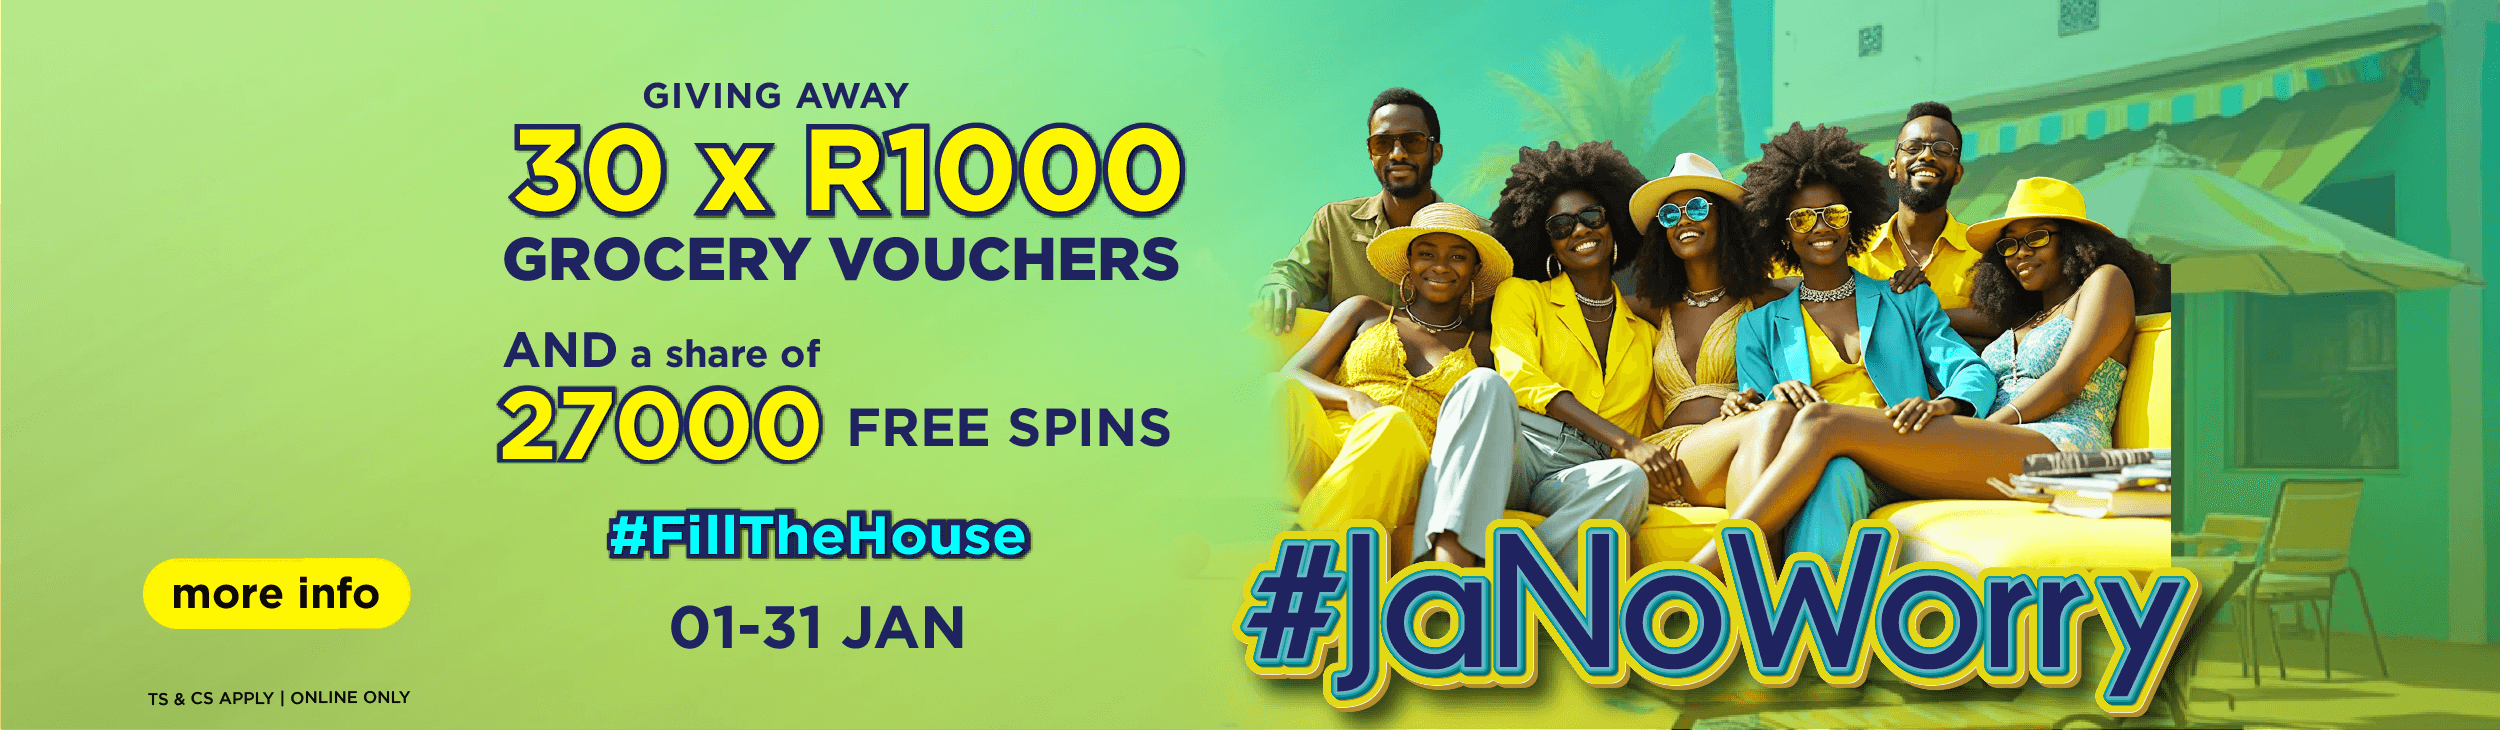 GIVING AWAY
30 x R1000
GROCERY VOUCHERS
AND a share of
27000 FREE SPINS
#FillTheHouse
01-31 JAN
more info
TS & CS APPLY | ONLINE ONLY
#JaNoWorry